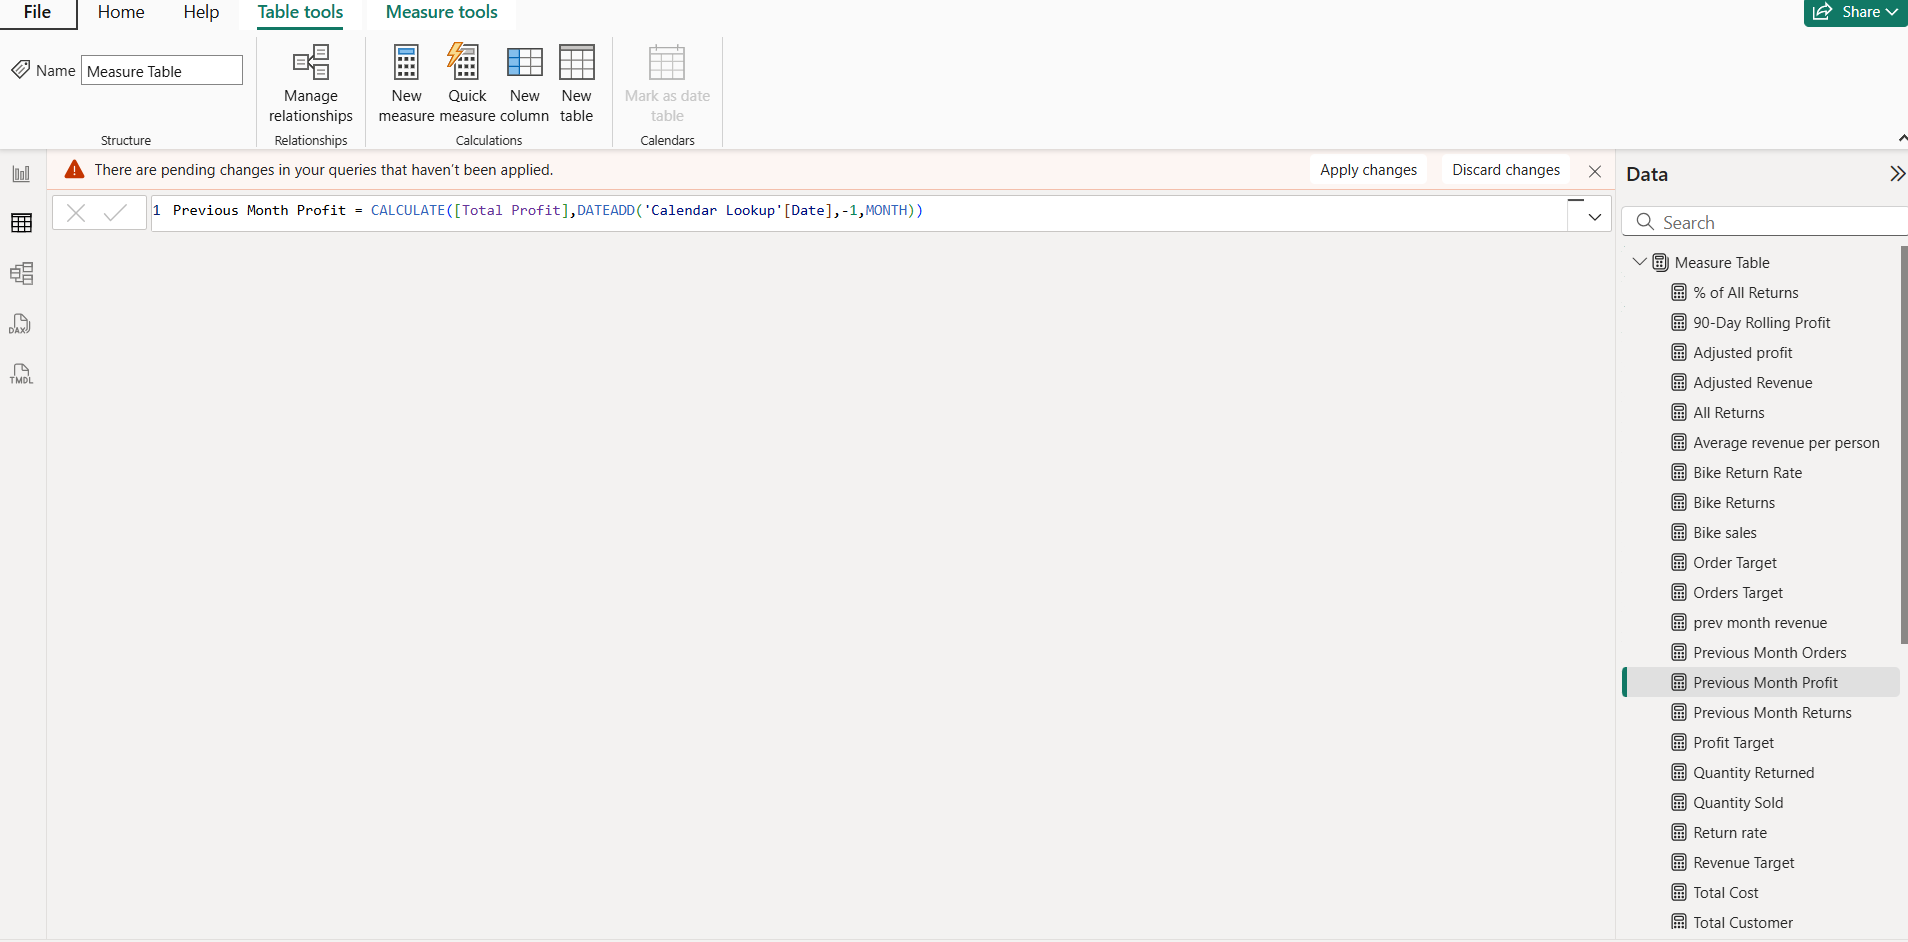 File Home Help Table tools Measure tools Share
Name Measure Table
Manage relationships
New measure
Quick measure
New column
New table
Mark as date table
Structure Relationships Calculations Calendars
There are pending changes in your queries that haven't been applied. Apply changes Discard changes
Data
1 Previous Month Profit = CALCULATE([Total Profit],DATEADD('Calendar Lookup'[Date],-1,MONTH))
Search
DAX
TMDL
Measure Table
% of All Returns
90-Day Rolling Profit
Adjusted profit
Adjusted Revenue
All Returns
Average revenue per person
Bike Return Rate
Bike Returns
Bike sales
Order Target
Orders Target
prev month revenue
Previous Month Orders
Previous Month Profit
Previous Month Returns
Profit Target
Quantity Returned
Quantity Sold
Return rate
Revenue Target
Total Cost
Total Customer